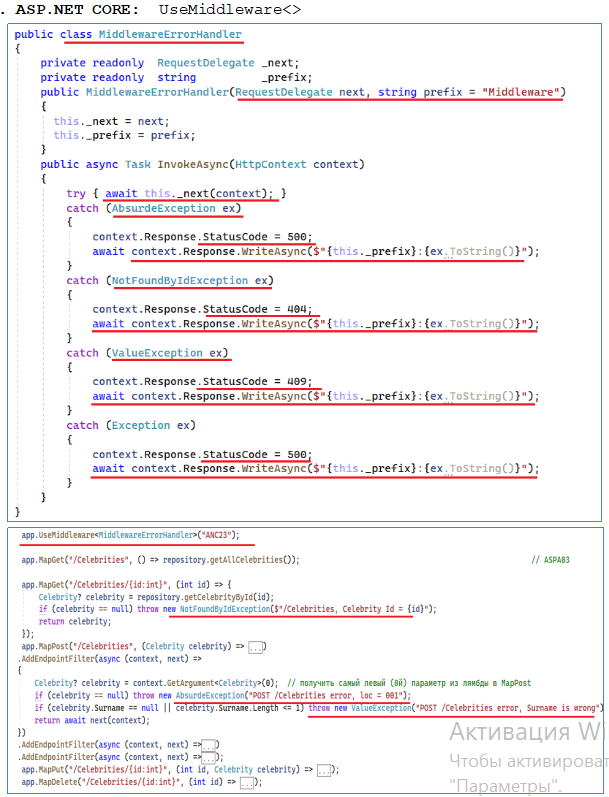 . ASP.NET CORE:  UseMiddleware<>
public class MiddlewareErrorHandler
{
    private readonly  RequestDelegate _next;
    private readonly  string          _prefix;
    public MiddlewareErrorHandler(RequestDelegate next, string prefix = "Middleware")
    {
      this._next = next;
      this._prefix = prefix;
    }
    public async Task InvokeAsync(HttpContext context)
    {
        try { await this._next(context); }
        catch (AbsurdeException ex)
        {
            context.Response.StatusCode = 500;
            await context.Response.WriteAsync($"{this._prefix}:{ex.ToString()}");
        }
        catch (NotFoundByIdException ex)
        {
            context.Response.StatusCode = 404;
            await context.Response.WriteAsync($"{this._prefix}:{ex.ToString()}");
        }
        catch (ValueException ex)
        {
            context.Response.StatusCode = 409;
            await context.Response.WriteAsync($"{this._prefix}:{ex.ToString()}");
        }
        catch (Exception ex)
        {
            context.Response.StatusCode = 500;
            await context.Response.WriteAsync($"{this._prefix}:{ex.ToString()}");
        }
    }
}
app.UseMiddleware<MiddlewareErrorHandler>("ANC23");
app.MapGet("/Celebrities", () => repository.getAllCelebrities());    // ASPA03
app.MapGet("/Celebrities/{id:int}", (int id) => {
    Celebrity? celebrity = repository.getCelebrityById(id);
    if (celebrity == null) throw new NotFoundByIdException($"/Celebrities, Celebrity Id = {id}");
    return celebrity;
});
app.MapPost("/Celebrities", (Celebrity celebrity) => ...)
.AddEndpointFilter(async (context, next) =>
{
    Celebrity? celebrity = context.GetArgument<Celebrity>(0);  // получить самый левый (0й) параметр из лямбды в MapPost
    if (celebrity == null) throw new AbsurdeException("POST /Celebrities error, loc = 001");
    if (celebrity.Surname == null || celebrity.Surname.Length <= 1) throw new ValueException("POST /Celebrities error, Surname is wrong")
    return await next(context);
})
.AddEndpointFilter(async (context, next) =>...)
.AddEndpointFilter(async (context, next) =>...);
app.MapPut("/Celebrities/{id:int}", (int id, Celebrity celebrity) => ...);
app.MapDelete("/Celebrities/{id:int}", (int id) => ...);
Активация Wi
Чтобы активироват
"Параметры".